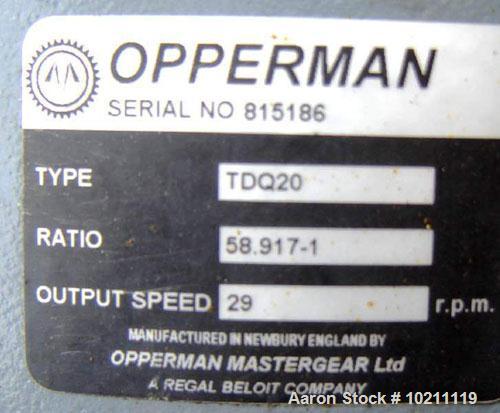 OPPERMAN
SERIAL NO 815186
TYPE TDQ20
RATIO 58.917-1
OUTPUT SPEED 29 r.p.m.
MANUFACTURED IN NEWBURY ENGLAND BY
OPPERMAN MASTERGEAR Ltd
A REGAL BELOIT COMPANY
Aaron Stock # 10211119